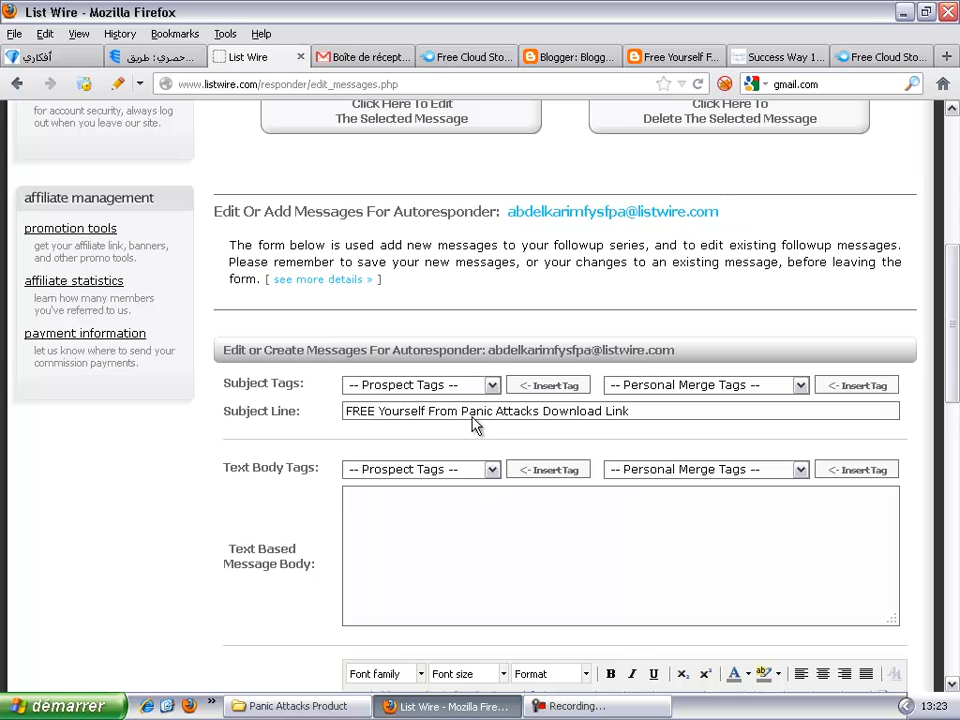 List Wire - Mozilla Firefox
File Edit View History Bookmarks Tools Help
أفكاري
حصري؛ طريق...
List Wire
Boîte de récept...
Free Cloud Sto...
Blogger: Blogg...
Free Yourself F...
Success Way 1...
Free Cloud Sto...
www.listwire.com/responder/edit_messages.php
gmail.com
for account security, always log
out when you leave our site.
Click Here To Edit
The Selected Message
Click Here To
Delete The Selected Message
affiliate management
promotion tools
get your affiliate link, banners,
and other promo tools.
affiliate statistics
learn how many members
you've referred to us.
payment information
let us know where to send your
commission payments.
Edit Or Add Messages For Autoresponder: abdelkarimfysfpa@listwire.com
The form below is used add new messages to your followup series, and to edit existing followup messages.
Please remember to save your new messages, or your changes to an existing message, before leaving the
form. [ see more details » ]
Edit or Create Messages For Autoresponder: abdelkarimfysfpa@listwire.com
Subject Tags: -- Prospect Tags -- <- Insert Tag -- Personal Merge Tags -- <- Insert Tag
Subject Line: FREE Yourself From Panic Attacks Download Link
Text Body Tags: -- Prospect Tags -- <- Insert Tag -- Personal Merge Tags -- <- Insert Tag
Text Based
Message Body:
Font family Font size Format B I U x₂ x² A ab
démarrer
Panic Attacks Product
List Wire - Mozilla Fire...
Recording...
13:23